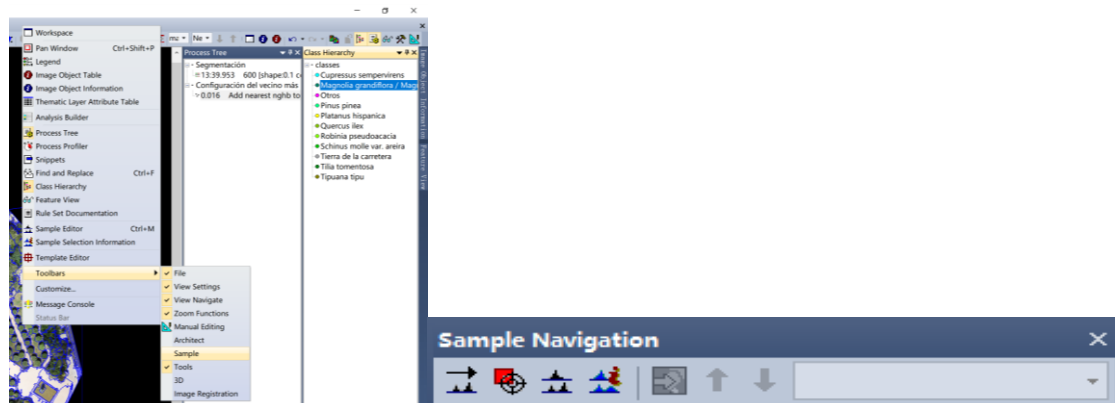 Workspace
Pan Window Ctrl+Shift+P
Legend
Image Object Table
Image Object Information
Thematic Layer Attribute Table
Analysis Builder
Process Tree
Process Profiler
Snippets
Find and Replace Ctrl+F
Class Hierarchy
Feature View
Rule Set Documentation
Sample Editor Ctrl+M
Sample Selection Information
Template Editor
Toolbars
Customize...
Message Console
Status Bar
File
View Settings
View Navigate
Zoom Functions
Manual Editing
Architect
Sample
Tools
3D
Image Registration
Ne
Process Tree
Segmentación
13:39.953 600 [shape:0.1 c
Configuración del vecino más
0.016 Add nearest nghb to
Class Hierarchy
classes
Cupressus sempervirens
Magnolia grandiflora / Mag
Otros
Pinus pinea
Platanus hispanica
Quercus ilex
Robinia pseudoacacia
Schinus molle var. areira
Tierra de la carretera
Tilia tomentosa
Tipuana tipu
Image Object Information
Feature View
Sample Navigation